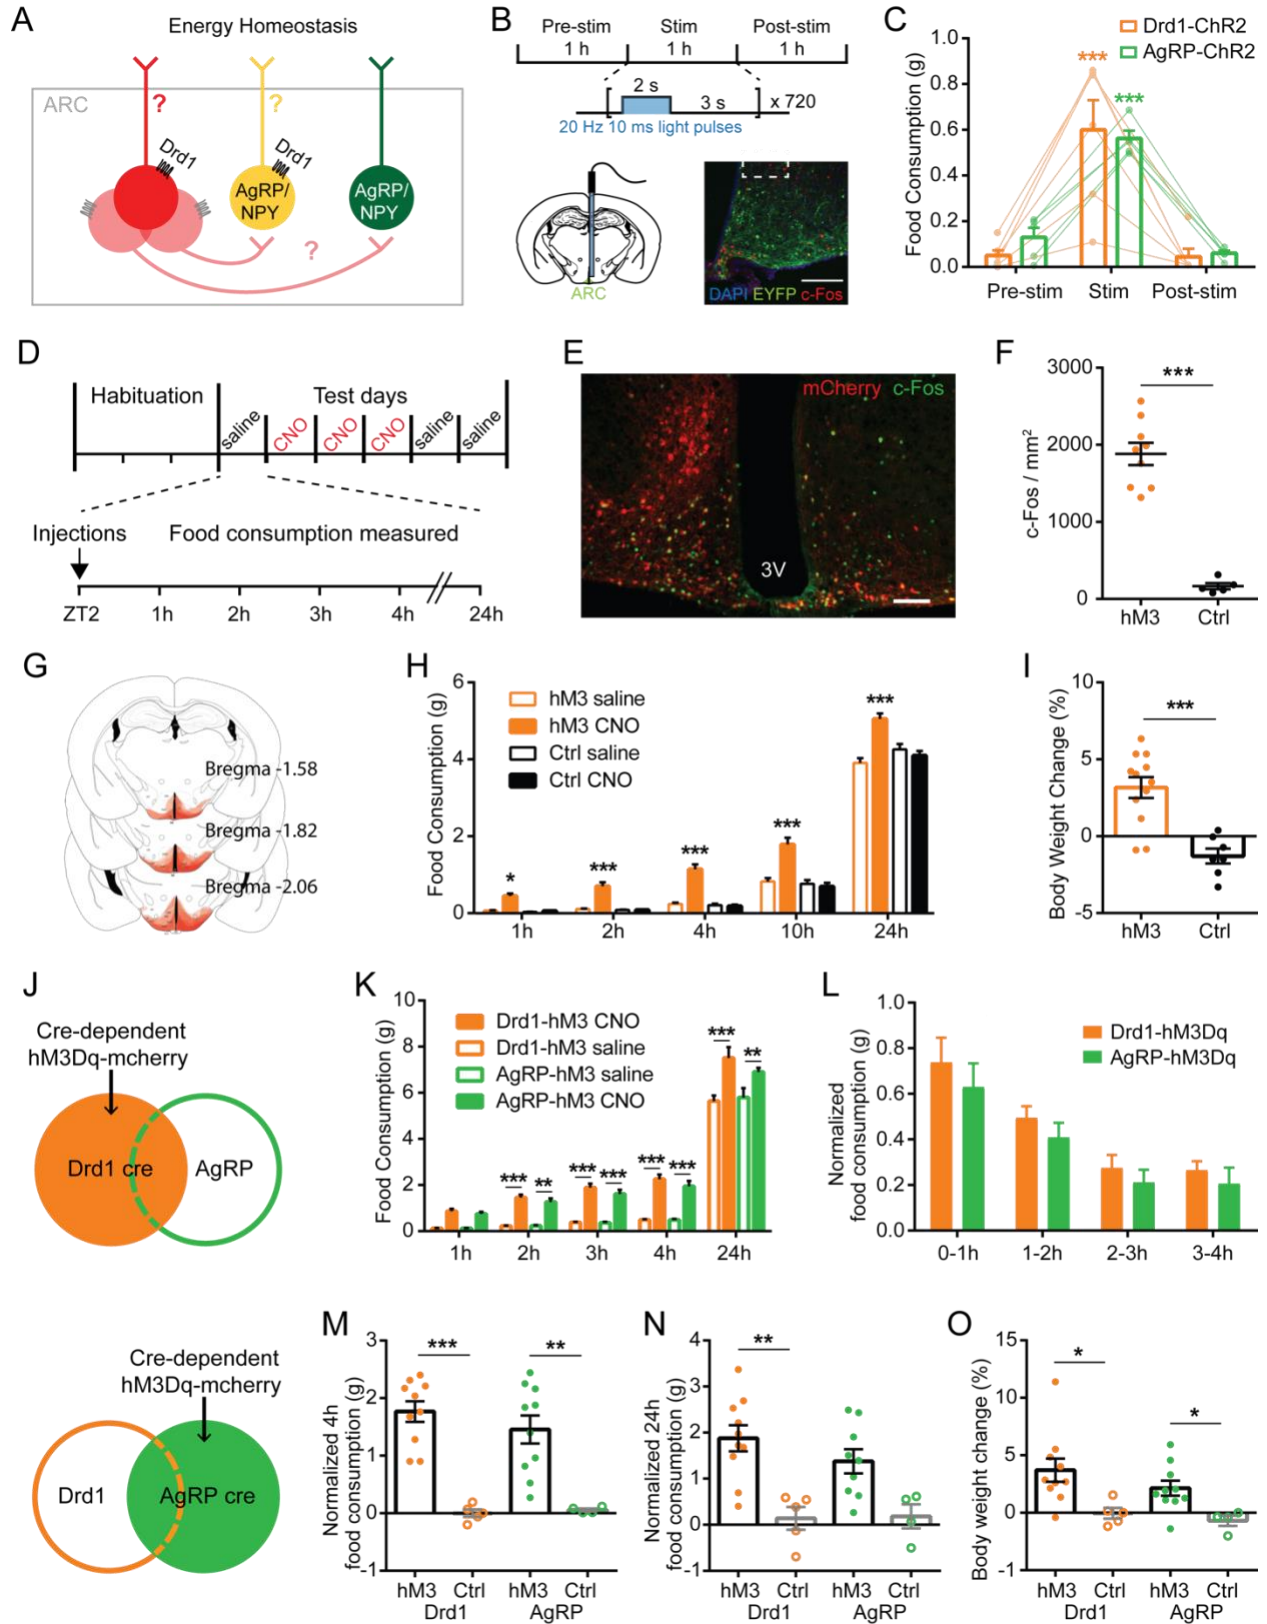 A
Energy Homeostasis
ARC
?
?
Drd1
Drd1
AgRP/
NPY
AgRP/
NPY
?
B
Pre-stim
Stim
Post-stim
1 h
1 h
1 h
2 s
3 s
x 720
20 Hz 10 ms light pulses
ARC
DAPI EYFP c-Fos
C
Drd1-ChR2
AgRP-ChR2
Food Consumption (g)
1.0
0.8
0.6
0.4
0.2
0.0
***
***
Pre-stim
Stim
Post-stim
D
Habituation
Test days
saline
CNO
CNO
CNO
saline
saline
Injections
Food consumption measured
ZT2
1h
2h
3h
4h
24h
E
mCherry c-Fos
3V
F
c-Fos / mm²
3000
2000
1000
0
***
hM3
Ctrl
G
Bregma -1.58
Bregma -1.82
Bregma -2.06
H
Food Consumption (g)
6
4
2
0
hM3 saline
hM3 CNO
Ctrl saline
Ctrl CNO
*
***
***
***
***
1h
2h
4h
10h
24h
I
Body Weight Change (%)
10
5
0
-5
***
hM3
Ctrl
J
Cre-dependent
hM3Dq-mcherry
Drd1 cre
AgRP
Cre-dependent
hM3Dq-mcherry
Drd1
AgRP cre
K
Food Consumption (g)
10
8
6
4
2
0
Drd1-hM3 CNO
Drd1-hM3 saline
AgRP-hM3 saline
AgRP-hM3 CNO
***
**
***
***
***
***
***
**
1h
2h
3h
4h
24h
L
Normalized
food consumption (g)
1.0
0.8
0.6
0.4
0.2
0.0
Drd1-hM3Dq
AgRP-hM3Dq
0-1h
1-2h
2-3h
3-4h
M
Normalized 4h
food consumption (g)
3
2
1
0
-1
***
**
hM3
Ctrl
hM3
Ctrl
Drd1
AgRP
N
Normalized 24h
food consumption (g)
4
3
2
1
0
-1
**
hM3
Ctrl
hM3
Ctrl
Drd1
AgRP
O
Body weight change (%)
15
10
5
0
-1
*
*
hM3
Ctrl
hM3
Ctrl
Drd1
AgRP